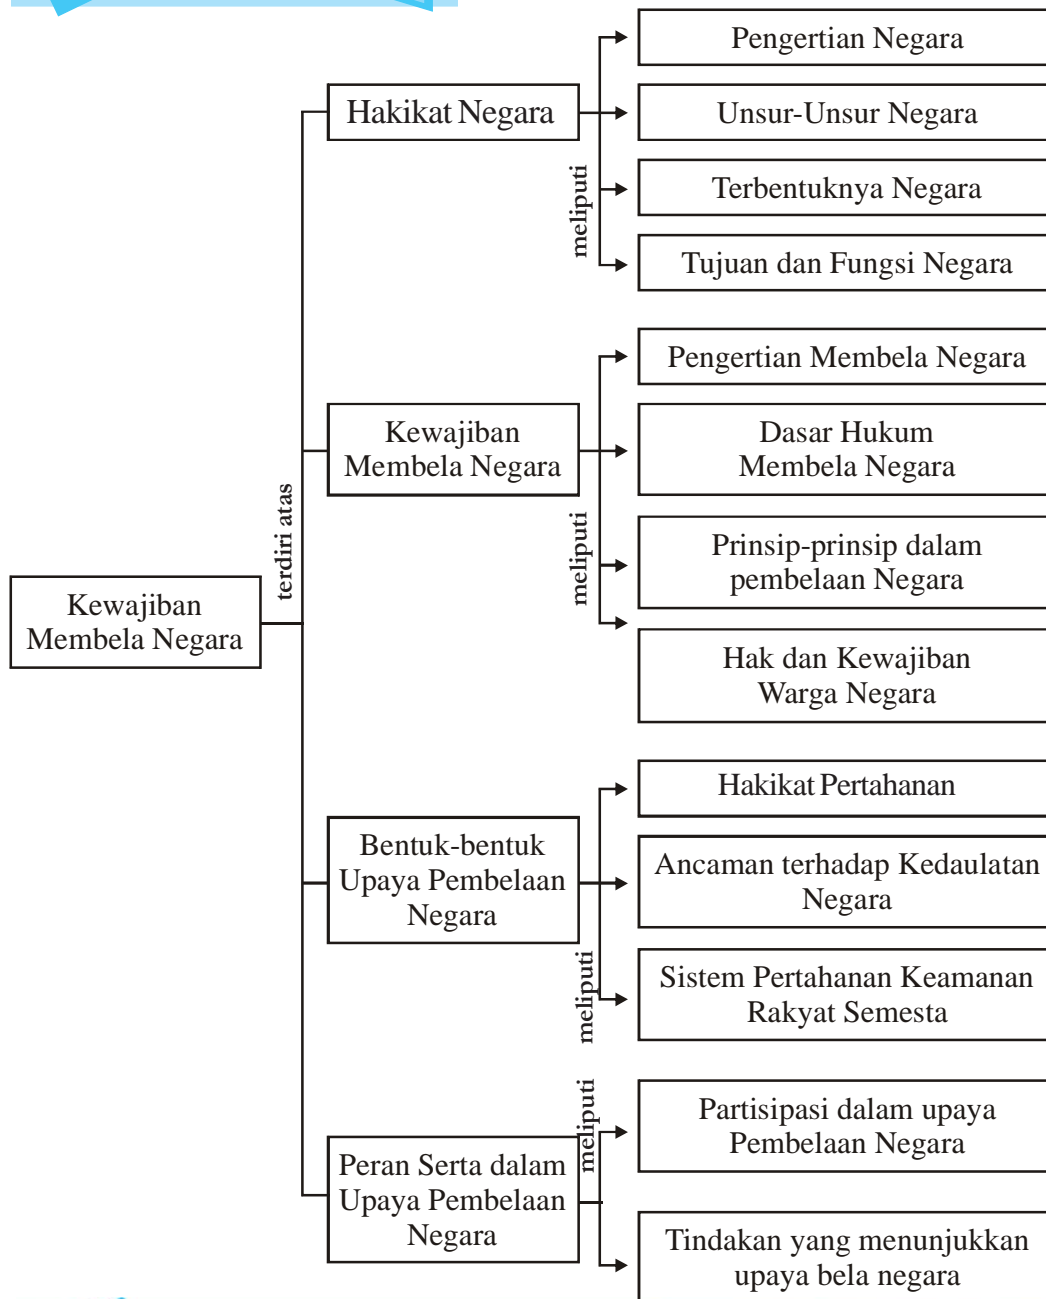 Kewajiban
Membela Negara
terdiri atas
Hakikat Negara
meliputi
Pengertian Negara
Unsur-Unsur Negara
Terbentuknya Negara
Tujuan dan Fungsi Negara
Kewajiban
Membela Negara
meliputi
Pengertian Membela Negara
Dasar Hukum
Membela Negara
Prinsip-prinsip dalam
pembelaan Negara
Hak dan Kewajiban
Warga Negara
Bentuk-bentuk
Upaya Pembelaan
Negara
meliputi
Hakikat Pertahanan
Ancaman terhadap Kedaulatan
Negara
Sistem Pertahanan Keamanan
Rakyat Semesta
Peran Serta dalam
Upaya Pembelaan
Negara
meliputi
Partisipasi dalam upaya
Pembelaan Negara
Tindakan yang menunjukkan
upaya bela negara